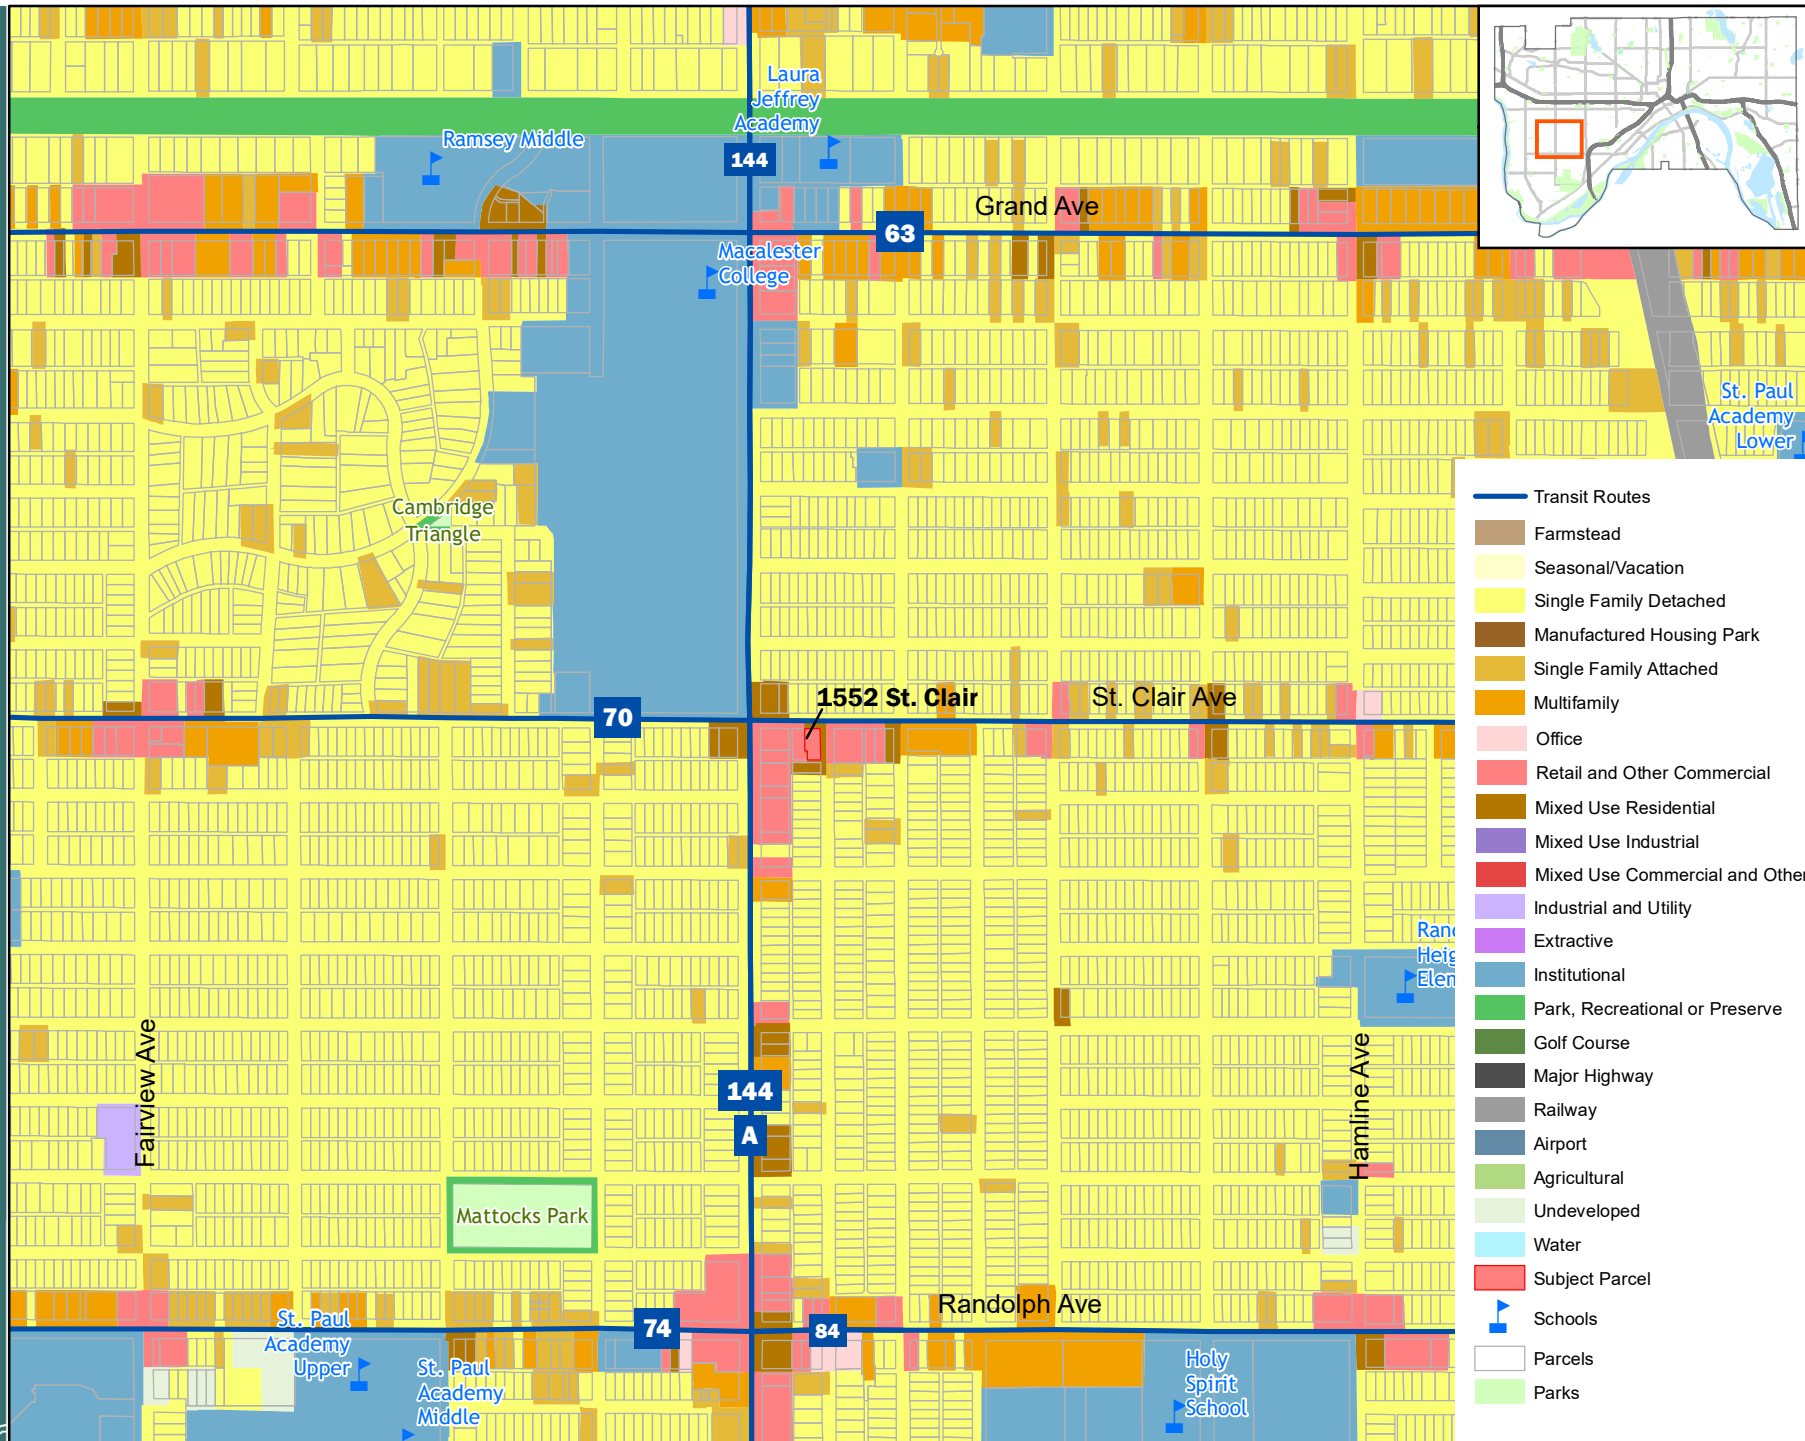 Laura
Jeffrey
Academy
Ramsey Middle
144
Grand Ave
63
Macalester
College
St. Paul
Academy
Lower
Cambridge
Triangle
1552 St. Clair
St. Clair Ave
70
Fairview Ave
144
A
Hamline Ave
Mattocks Park
Randolph Ave
74
84
St. Paul
Academy
Upper
St. Paul
Academy
Middle
Holy
Spirit
School
Transit Routes
Farmstead
Seasonal/Vacation
Single Family Detached
Manufactured Housing Park
Single Family Attached
Multifamily
Office
Retail and Other Commercial
Mixed Use Residential
Mixed Use Industrial
Mixed Use Commercial and Other
Industrial and Utility
Extractive
Institutional
Park, Recreational or Preserve
Golf Course
Major Highway
Railway
Airport
Agricultural
Undeveloped
Water
Subject Parcel
Schools
Parcels
Parks